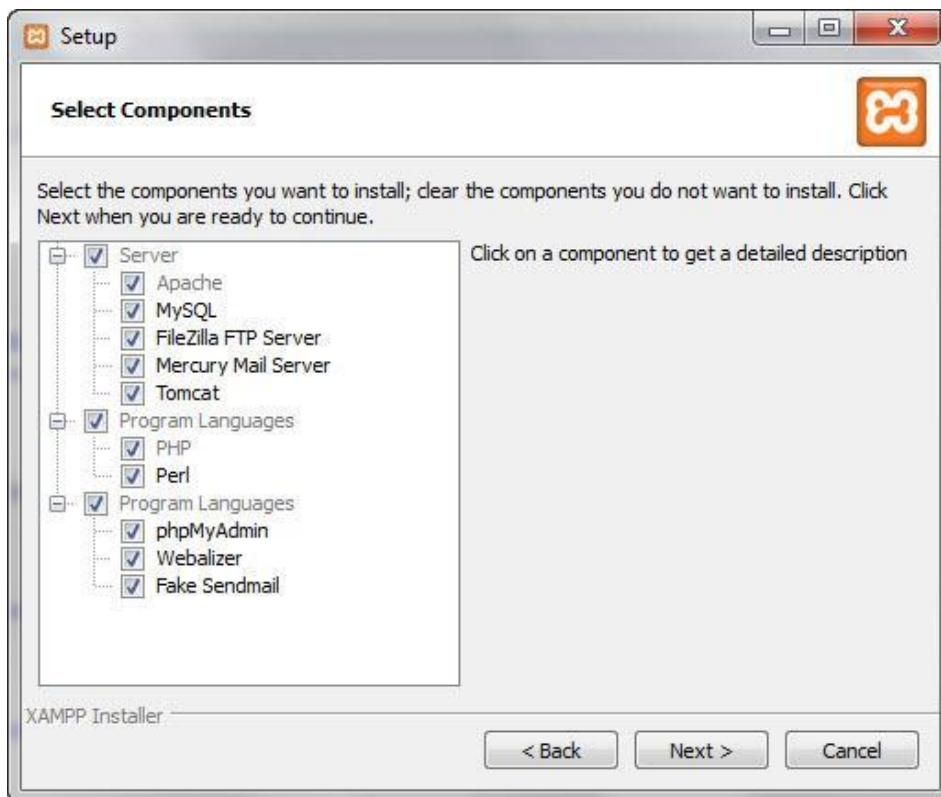 Setup
Select Components
Select the components you want to install; clear the components you do not want to install. Click
Next when you are ready to continue.
Server
Apache
MySQL
FileZilla FTP Server
Mercury Mail Server
Tomcat
Program Languages
PHP
Perl
Program Languages
phpMyAdmin
Webalizer
Fake Sendmail
Click on a component to get a detailed description
XAMPP Installer
< Back
Next >
Cancel